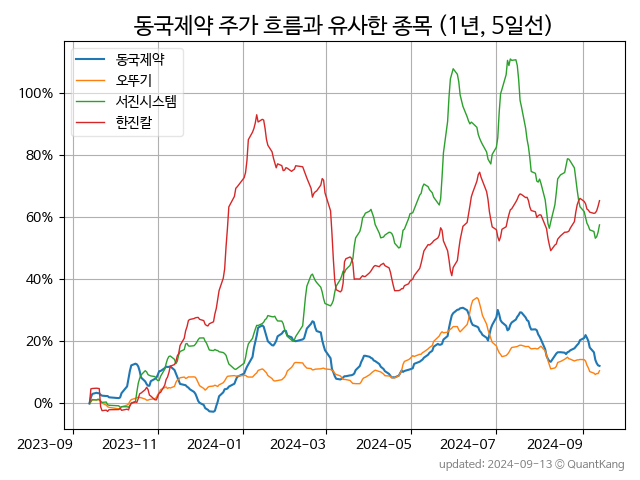 동국제약 주가 흐름과 유사한 종목 (1년, 5일선)
동국제약
오뚜기
서진시스템
한진칼
100%
80%
60%
40%
20%
0%
2023-09 2023-11 2024-01 2024-03 2024-05 2024-07 2024-09
updated: 2024-09-13 © QuantKang